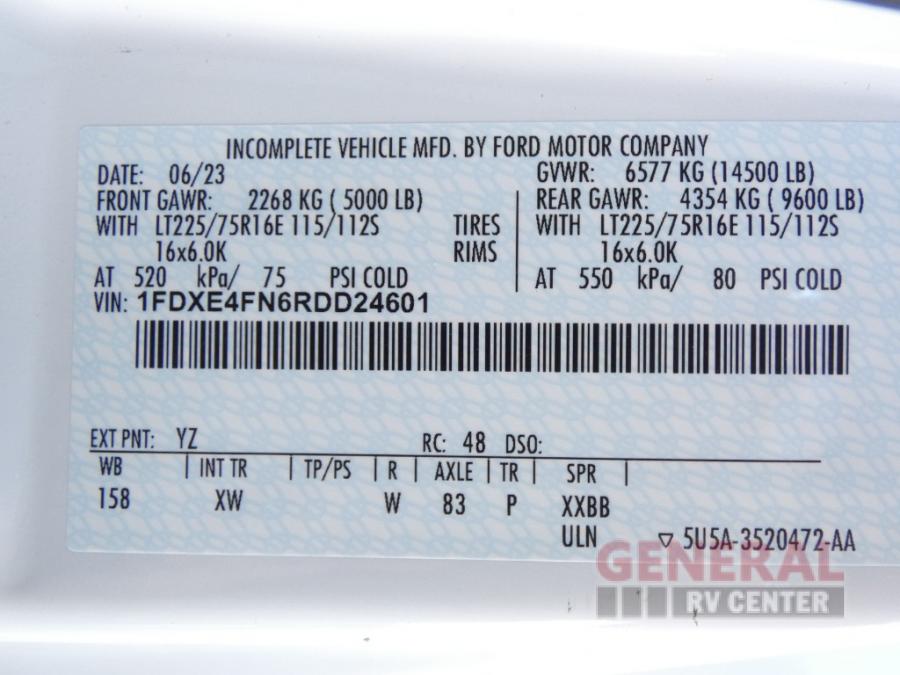 INCOMPLETE VEHICLE MFD. BY FORD MOTOR COMPANY
DATE: 06/23 GVWR: 6577 KG (14500 LB)
FRONT GAWR: 2268 KG ( 5000 LB) REAR GAWR: 4354 KG ( 9600 LB)
WITH LT225/75R16E 115/112S TIRES WITH LT225/75R16E 115/112S
16x6.0K RIMS 16x6.0K
AT 520 kPa/ 75 PSI COLD AT 550 kPa/ 80 PSI COLD
VIN: 1FDXE4FN6RDD24601
EXT PNT: YZ RC: 48 DSO:
WB | INT TR | TP/PS | R | AXLE | TR | SPR |
158 XW W 83 P XXBB
ULN ▽ 5U5A-3520472-AA
GENERAL
RV CENTER